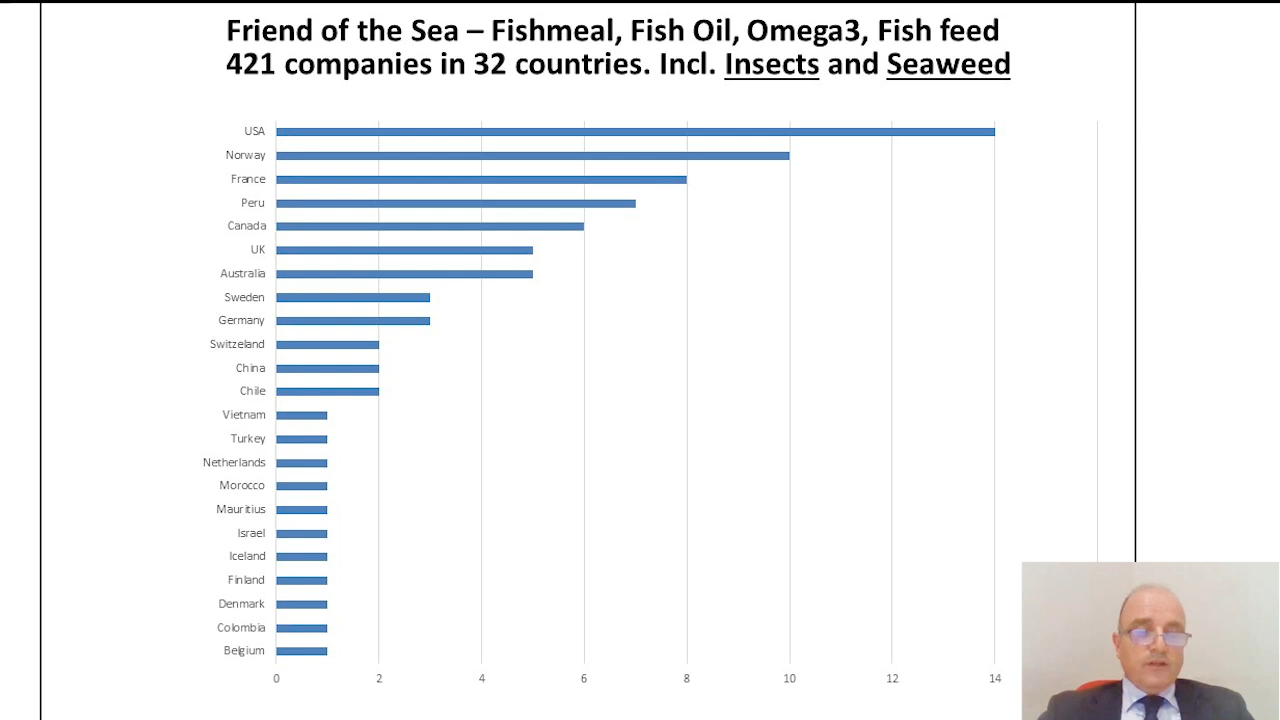 Friend of the Sea – Fishmeal, Fish Oil, Omega3, Fish feed
421 companies in 32 countries. Incl. Insects and Seaweed
USA
Norway
France
Peru
Canada
UK
Australia
Sweden
Germany
Switzeland
China
Chile
Vietnam
Turkey
Netherlands
Morocco
Mauritius
Israel
Iceland
Finland
Denmark
Colombia
Belgium
0 2 4 6 8 10 12 14